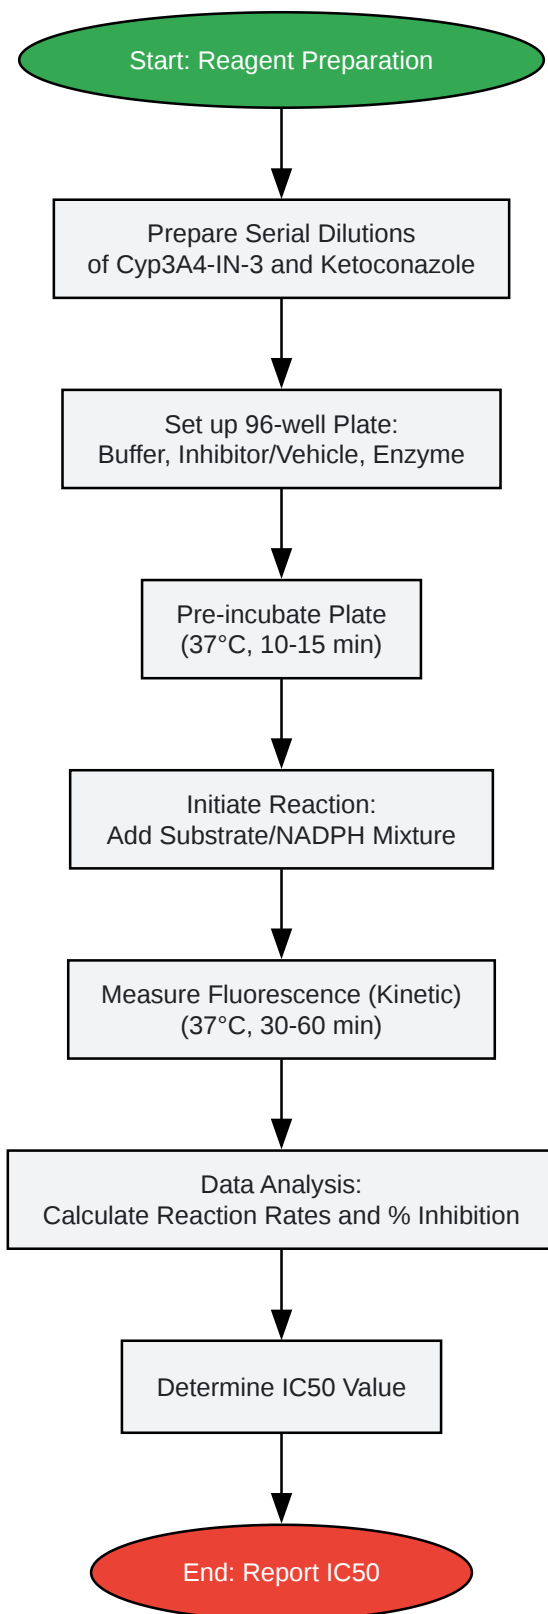 Start: Reagent Preparation
Prepare Serial Dilutions
of Cyp3A4-IN-3 and Ketoconazole
Set up 96-well Plate:
Buffer, Inhibitor/Vehicle, Enzyme
Pre-incubate Plate
(37°C, 10-15 min)
Initiate Reaction:
Add Substrate/NADPH Mixture
Measure Fluorescence (Kinetic)
(37°C, 30-60 min)
Data Analysis:
Calculate Reaction Rates and % Inhibition
Determine IC50 Value
End: Report IC50